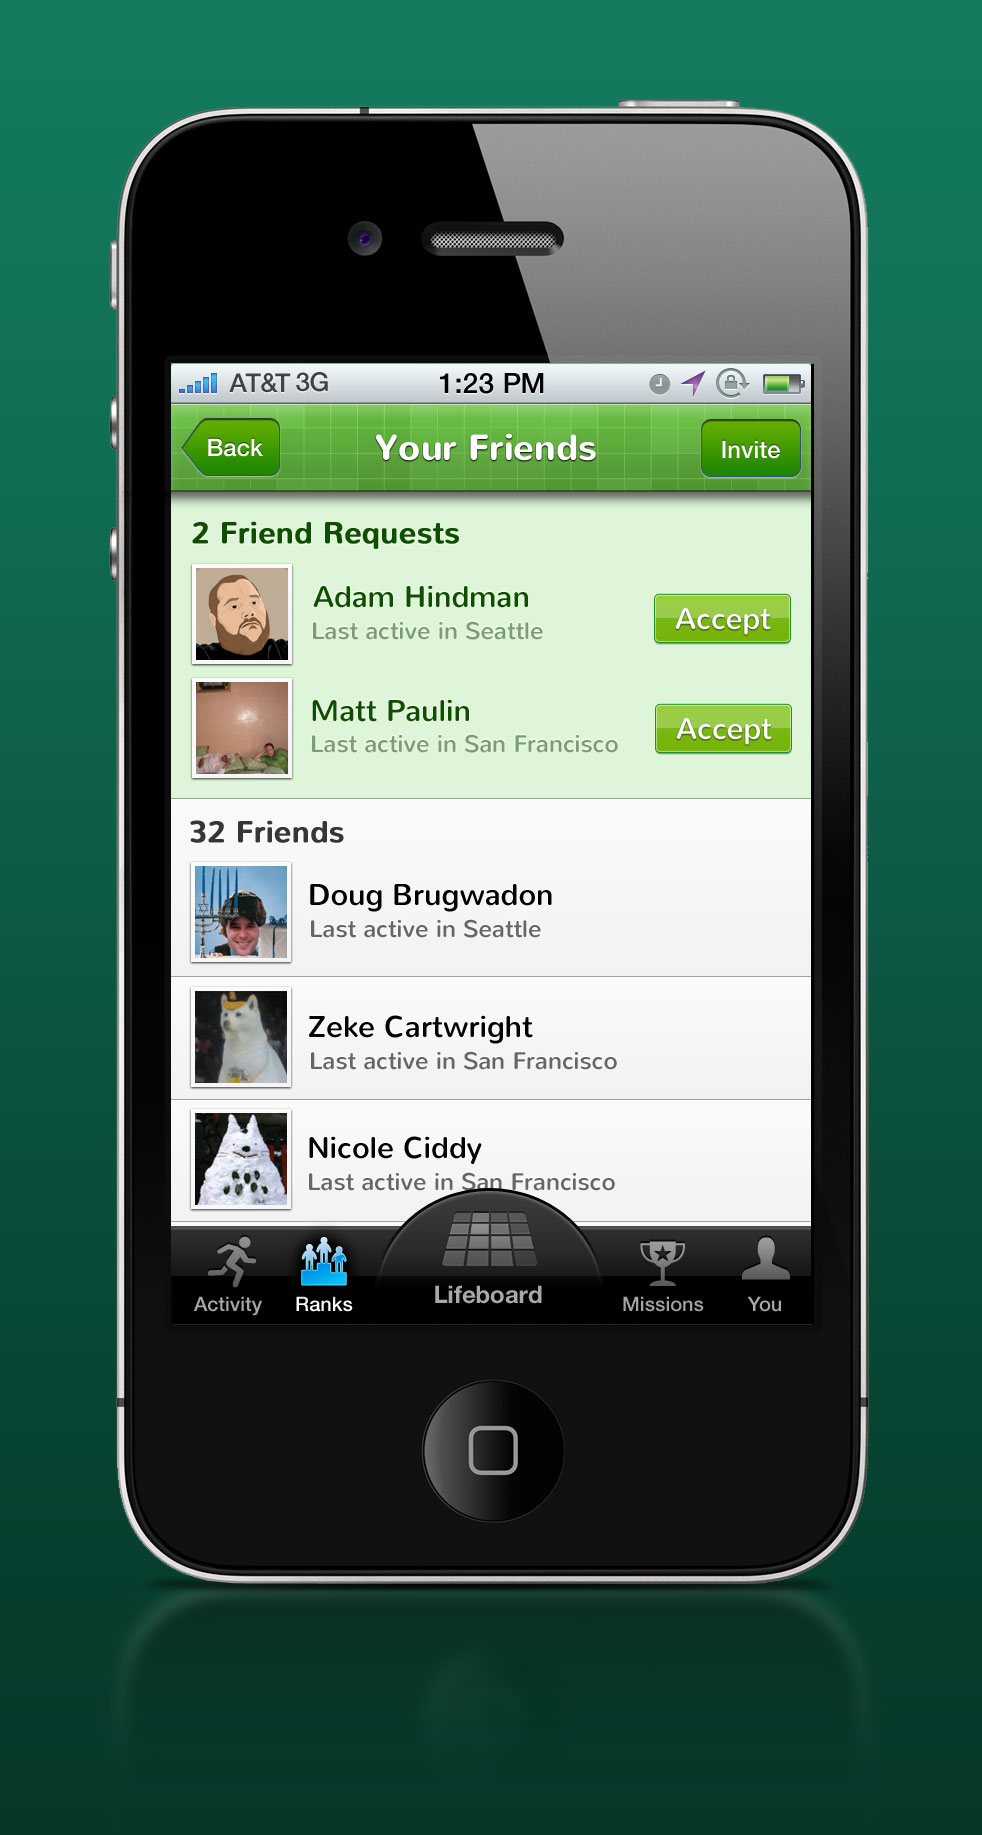 AT&T 3G 1:23 PM
Back Your Friends Invite
2 Friend Requests
Adam Hindman
Last active in Seattle
Accept
Matt Paulin
Last active in San Francisco
Accept
32 Friends
Doug Brugwadon
Last active in Seattle
Zeke Cartwright
Last active in San Francisco
Nicole Ciddy
Last active in San Francisco
Activity Ranks Lifeboard Missions You